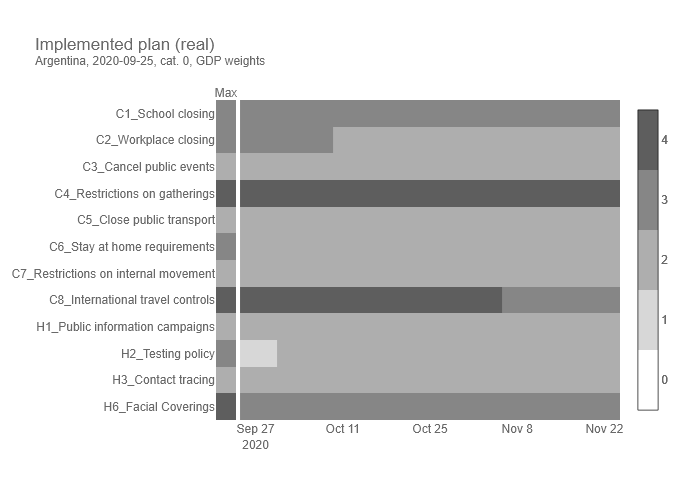 Implemented plan (real)
Argentina, 2020-09-25, cat. 0, GDP weights
Max
C1_School closing
C2_Workplace closing
C3_Cancel public events
C4_Restrictions on gatherings
C5_Close public transport
C6_Stay at home requirements
C7_Restrictions on internal movement
C8_International travel controls
H1_Public information campaigns
H2_Testing policy
H3_Contact tracing
H6_Facial Coverings
4
3
2
1
0
Sep 27 Oct 11 Oct 25 Nov 8 Nov 22
2020